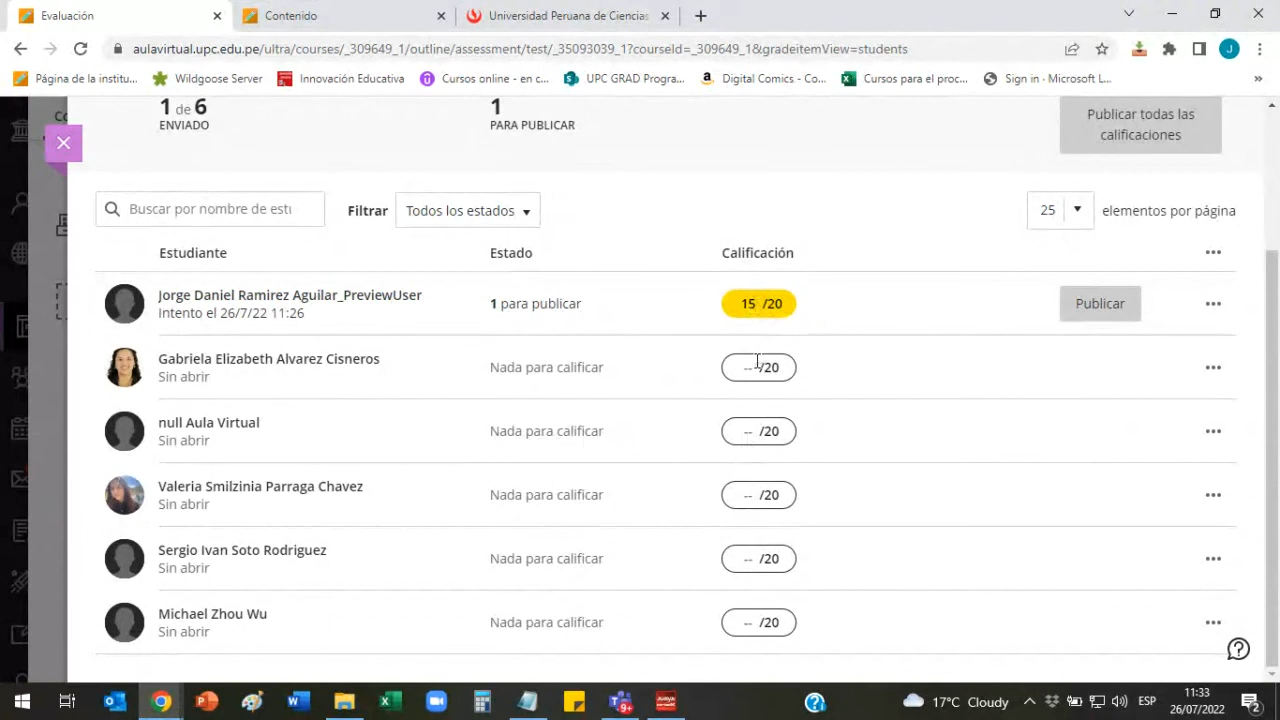 Evaluación
Contenido
Universidad Peruana de Ciencias
aulavirtual.upc.edu.pe/ultra/courses/_309649_1/outline/assessment/test/_35093039_1?courseId=_309649_1&gradeitemView=students
J
Página de la institu...
Wildgoose Server
Innovación Educativa
Cursos online - en c...
UPC GRAD Progra...
Digital Comics - Co...
Cursos para el proc...
Sign in - Microsoft L...
»
1 de 6
ENVIADO
1
PARA PUBLICAR
Publicar todas las
calificaciones
Buscar por nombre de estu
Filtrar
Todos los estados
25
elementos por página
Estudiante
Estado
Calificación
Jorge Daniel Ramirez Aguilar_PreviewUser
Intento el 26/7/22 11:26
1 para publicar
15 /20
Publicar
Gabriela Elizabeth Alvarez Cisneros
Sin abrir
Nada para calificar
-- /20
null Aula Virtual
Sin abrir
Nada para calificar
-- /20
Valeria Smilzinia Parraga Chavez
Sin abrir
Nada para calificar
-- /20
Sergio Ivan Soto Rodriguez
Sin abrir
Nada para calificar
-- /20
Michael Zhou Wu
Sin abrir
Nada para calificar
-- /20
17°C Cloudy
ESP
11:33
26/07/2022